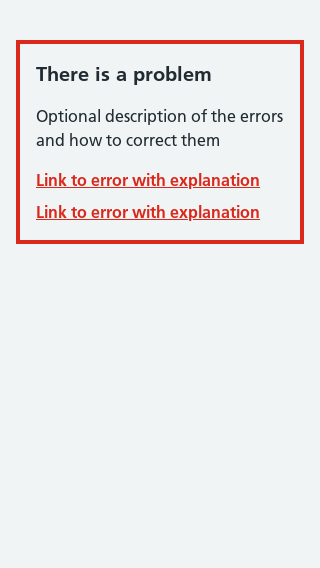 There is a problem
Optional description of the errors
and how to correct them
Link to error with explanation
Link to error with explanation